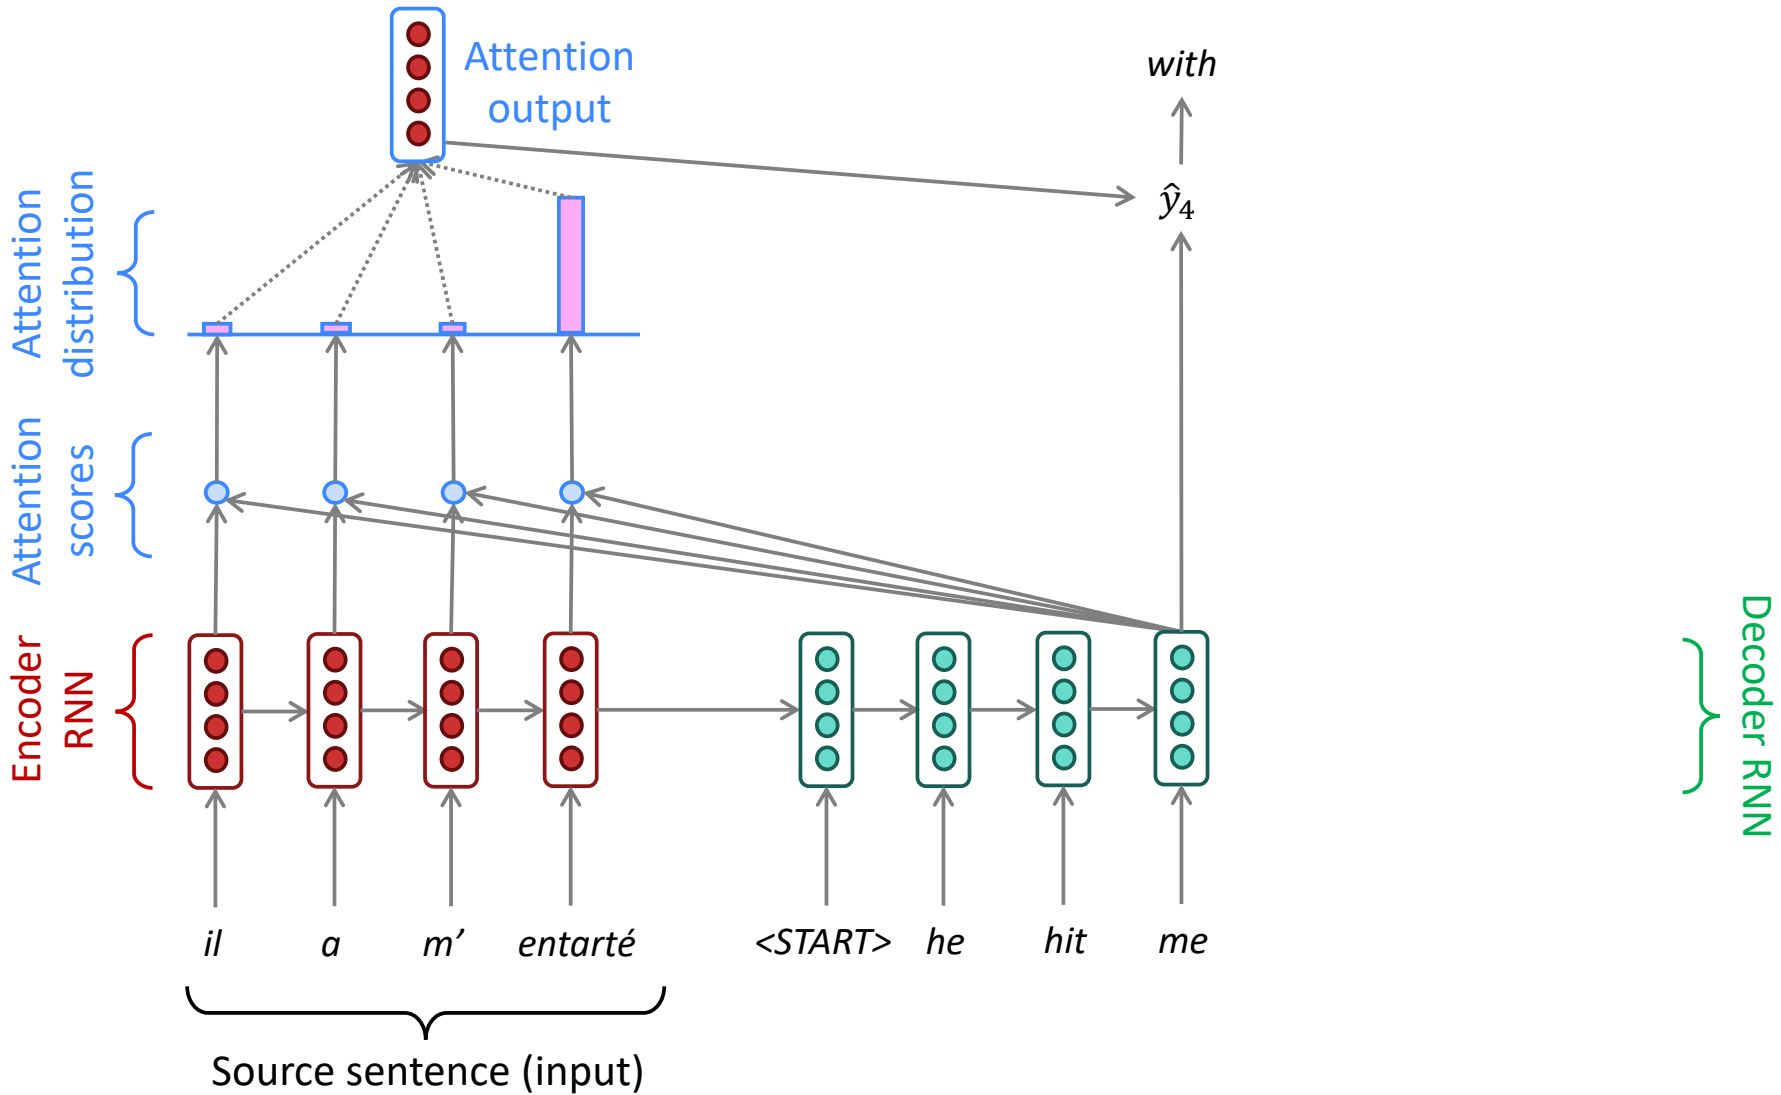 Attention
output
with
ŷ₄
Attention
distribution
Attention
scores
Encoder
RNN
Decoder RNN
il a m’ entarté <START> he hit me
Source sentence (input)